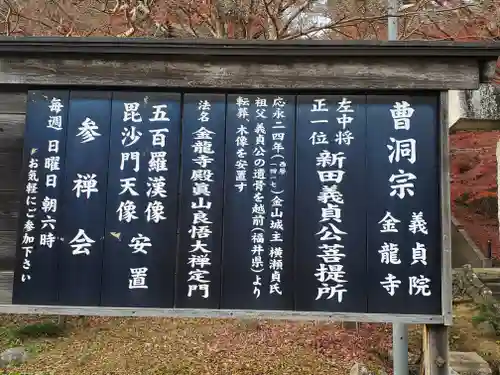 曹洞宗
義貞院
金龍寺
左中将
正一位
新田義貞公菩提所
応永二四年(西暦一四一七)金山城主 横瀬貞氏
祖父 義貞公の遺骨を越前(福井県)より
転葬、木像を安置
法名 金龍寺殿眞山良悟大禅定門
五百羅漢像
毘沙門天像
安置
参禅会
毎週 日曜日 朝六時
お気軽にご参加下さい